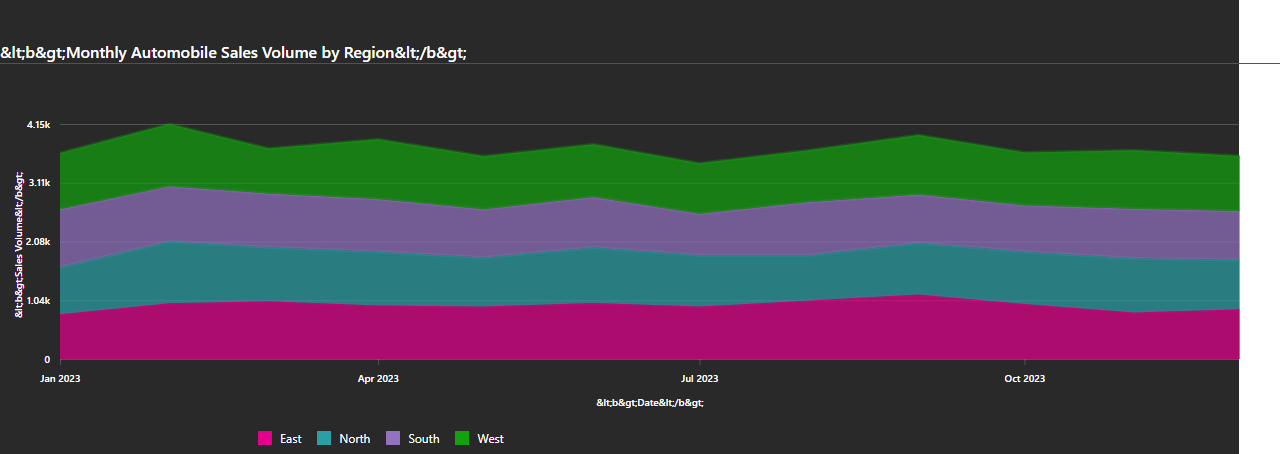 &lt;b&gt;Monthly Automobile Sales Volume by Region&lt;/b&gt;
4.15k
3.11k
2.08k
1.04k
0
&lt;b&gt;Sales Volume&lt;/b&gt;
Jan 2023 Apr 2023 Jul 2023 Oct 2023
&lt;b&gt;Date&lt;/b&gt;
East North South West